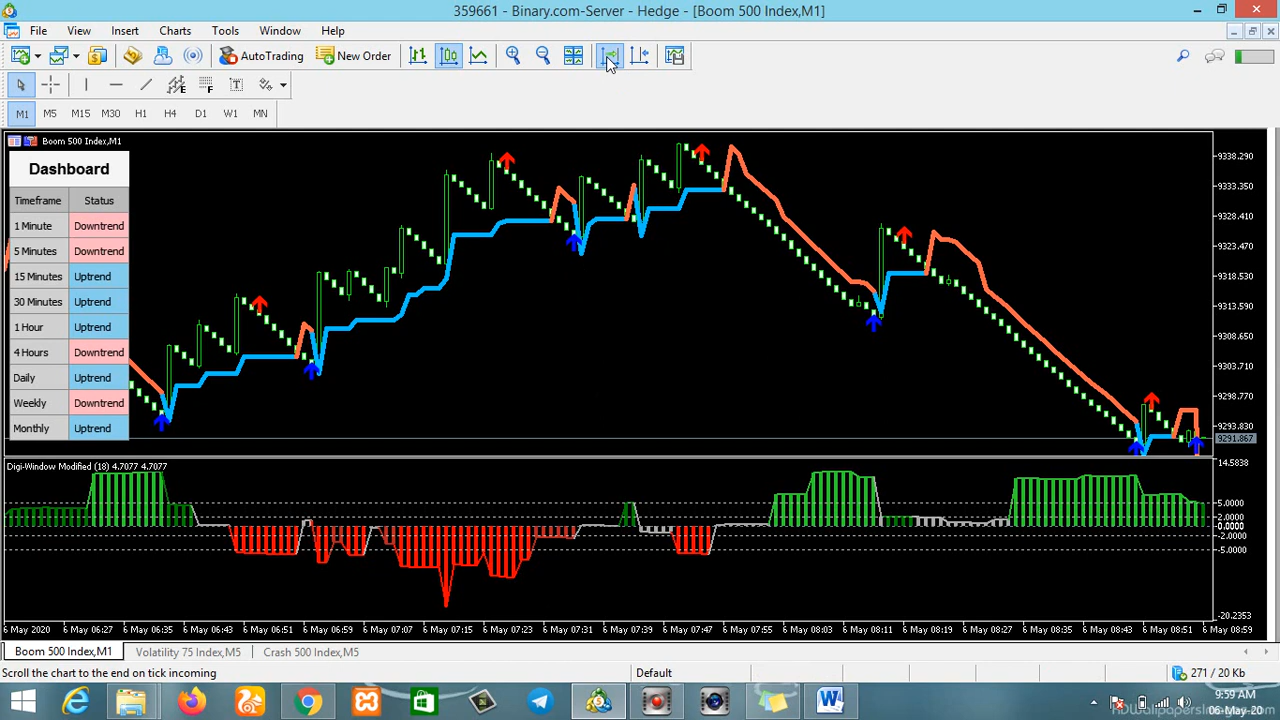 359661 - Binary.com-Server - Hedge - [Boom 500 Index,M1]
File View Insert Charts Tools Window Help
AutoTrading New Order
M1 M5 M15 M30 H1 H4 D1 W1 MN
Boom 500 Index,M1
Dashboard
Timeframe Status
1 Minute Downtrend
5 Minutes Downtrend
15 Minutes Uptrend
30 Minutes Uptrend
1 Hour Uptrend
4 Hours Downtrend
Daily Uptrend
Weekly Downtrend
Monthly Uptrend
9338.290
9333.350
9328.410
9323.470
9318.530
9313.590
9308.650
9303.710
9298.770
9293.830
9291.867
Digi-Window Modified (18) 4.7077 4.7077
14.5838
5.0000
2.0000
0.0000
-2.0000
-5.0000
-20.2353
6 May 2020 6 May 06:27 6 May 06:35 6 May 06:43 6 May 06:51 6 May 06:59 6 May 07:07 6 May 07:15 6 May 07:23 6 May 07:31 6 May 07:39 6 May 07:47 6 May 07:55 6 May 08:03 6 May 08:11 6 May 08:19 6 May 08:27 6 May 08:35 6 May 08:43 6 May 08:51 6 May 08:59
Boom 500 Index,M1 Volatility 75 Index,M5 Crash 500 Index,M5
Scroll the chart to the end on tick incoming Default 271 / 20 Kb
9:59 AM
06-May-20